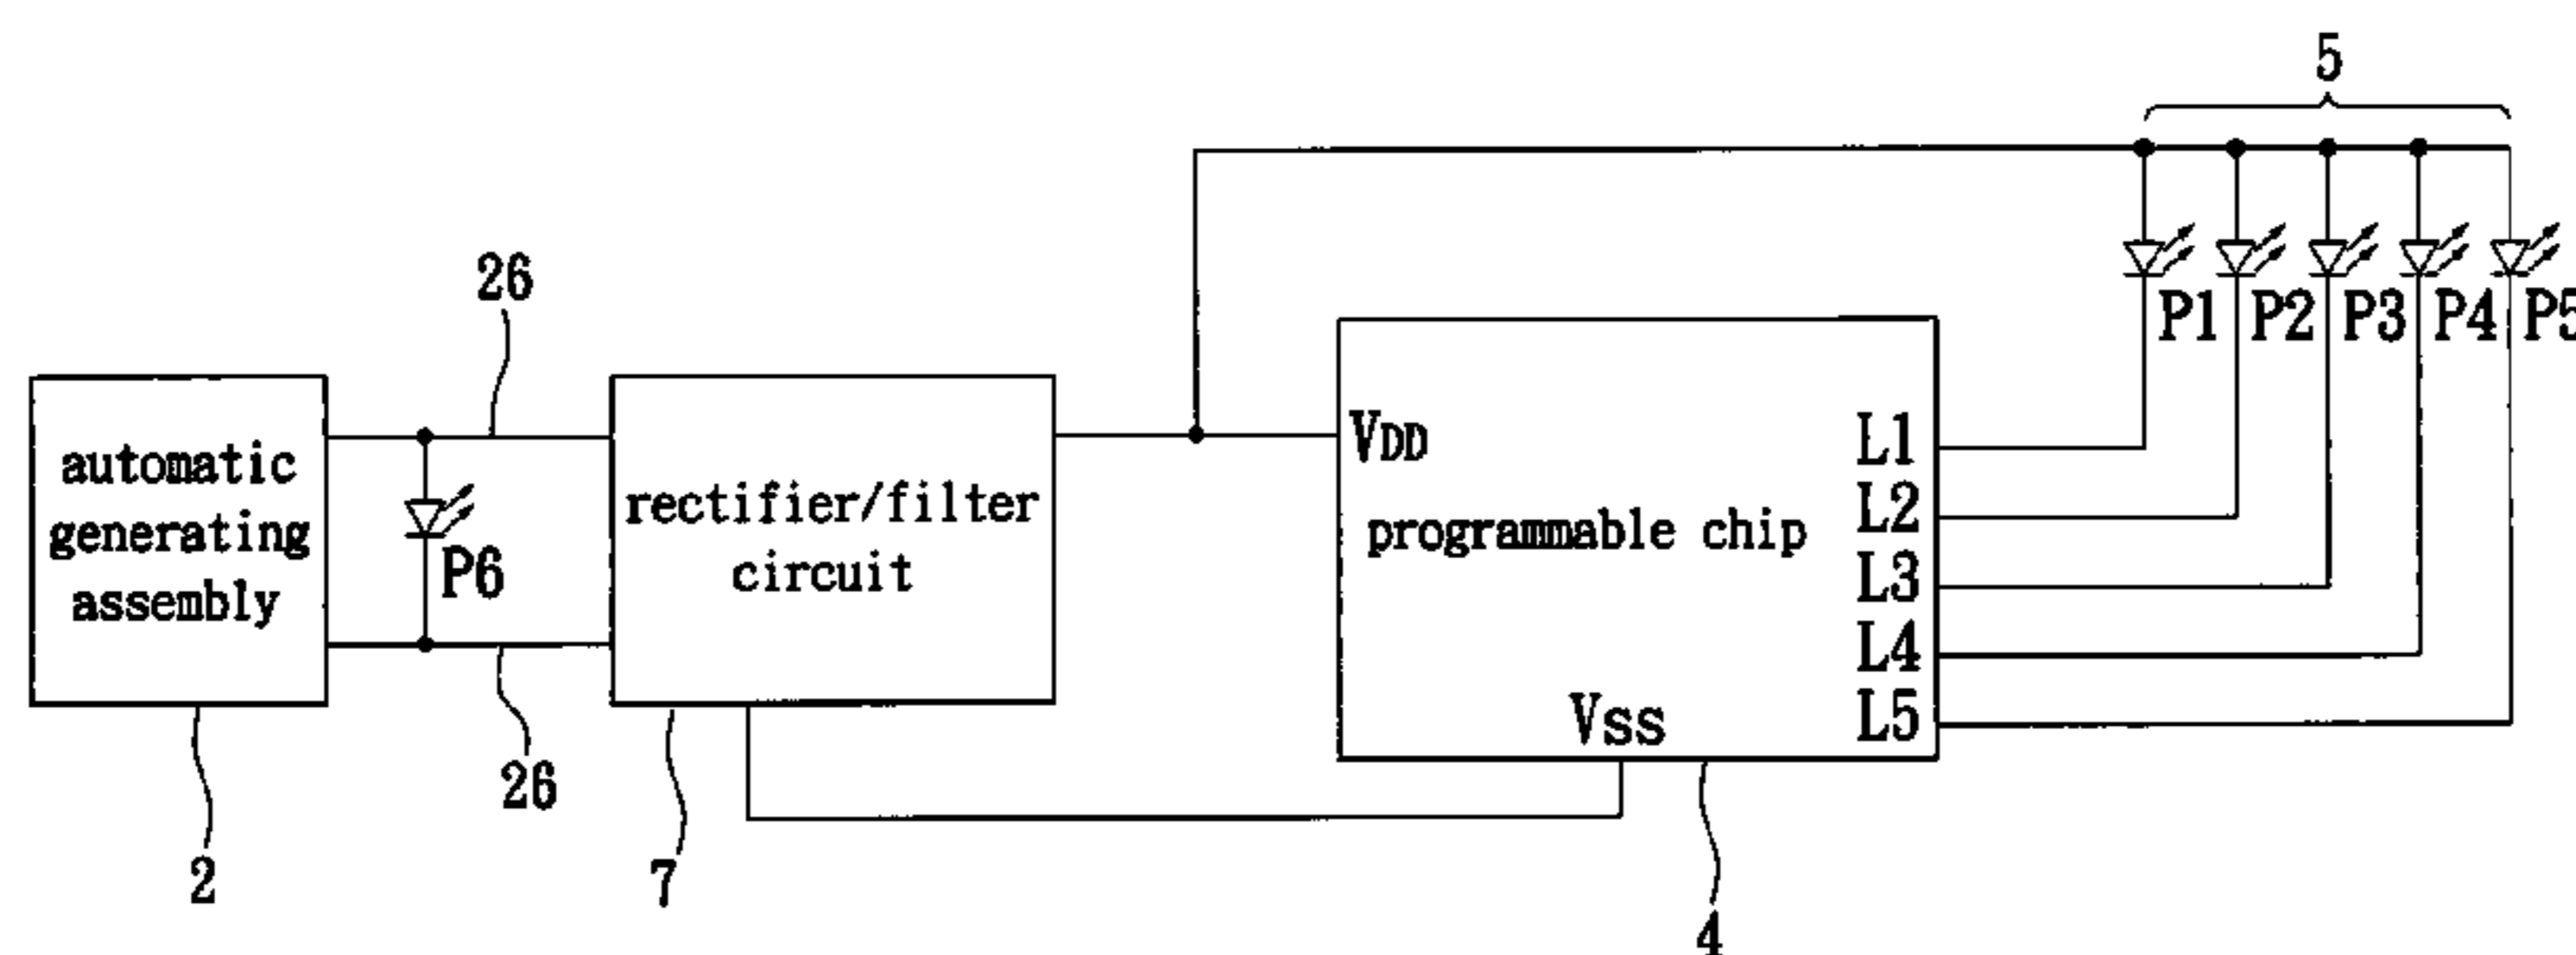 5
26
P1 P2 P3 P4 P5
automatic
generating
assembly
P6
rectifier/filter
circuit
VDD
programmable chip
L1
L2
L3
L4
L5
VSS
26
2
7
4